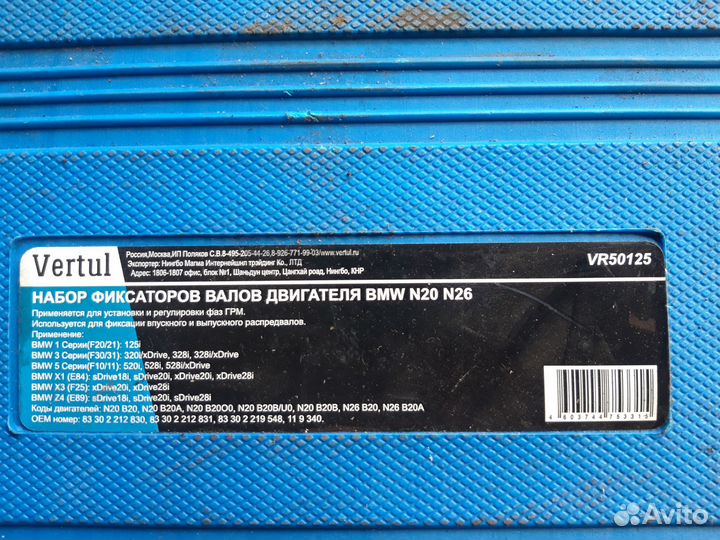 Vertul
Россия,Москва,ИП Поляков С.В.8-495-205-44-26,8-926-771-99-03/www.vertul.ru
Экспортер: Нингбо Магма Интернейшнл трэйдинг Ко., ЛТД
Адрес: 1806-1807 офис, блок №1, Шаньдун центр, Цангхай роад, Нингбо, КНР
VR50125
НАБОР ФИКСАТОРОВ ВАЛОВ ДВИГАТЕЛЯ BMW N20 N26
Применяется для установки и регулировки фаз ГРМ.
Используется для фиксации впускного и выпускного распредвалов.
Применение:
BMW 1 Серии(F20/21): 125i
BMW 3 Серии(F30/31): 320i/xDrive, 328i, 328i/xDrive
BMW 5 Серии(F10/11): 520i, 528i, 528i/xDrive
BMW X1 (E84): sDrive18i, sDrive20i, xDrive20i, xDrive28i
BMW X3 (F25): xDrive20i, xDrive28i
BMW Z4 (E89): sDrive18i, sDrive20i, sDrive28i
Коды двигателей: N20 B20, N20 B20A, N20 B20O0, N20 B20B/U0, N20 B20B, N26 B20, N26 B20A
OEM номер: 83 30 2 212 830, 83 30 2 212 831, 83 30 2 219 548, 11 9 340.
4603744753315
Avito